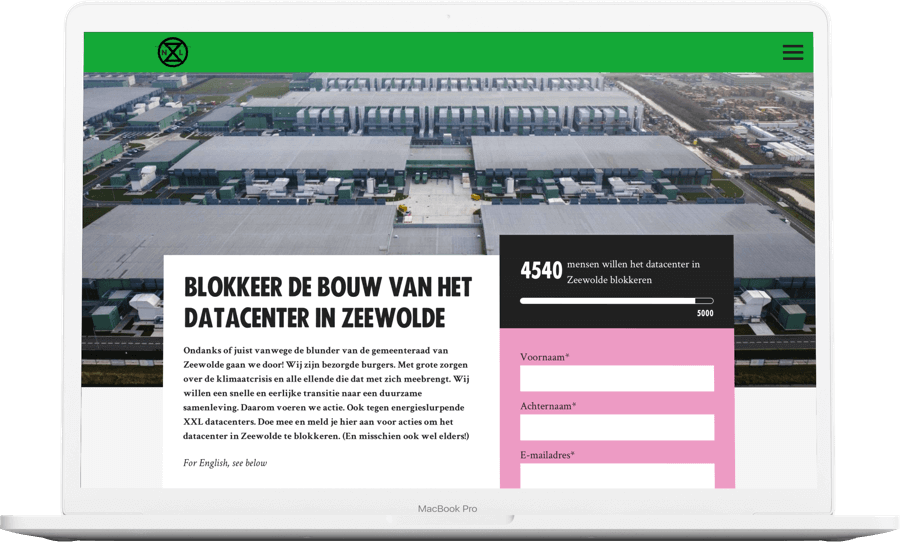 N L
BLOKKEER DE BOUW VAN HET
DATACENTER IN ZEEWOLDE
Ondanks of juist vanwege de blunder van de gemeenteraad van
Zeewolde gaan we door! Wij zijn bezorgde burgers. Met grote zorgen
over de klimaatcrisis en alle ellende die dat met zich meebrengt. Wij
willen een snelle en eerlijke transitie naar een duurzame
samenleving. Daarom voeren we actie. Ook tegen energieslurpende
XXL datacenters. Doe mee en meld je hier aan voor acties om het
datacenter in Zeewolde te blokkeren. (En misschien ook wel elders!)
For English, see below
4540 mensen willen het datacenter in
Zeewolde blokkeren
5000
Voornaam*
Achternaam*
E-mailadres*
MacBook Pro